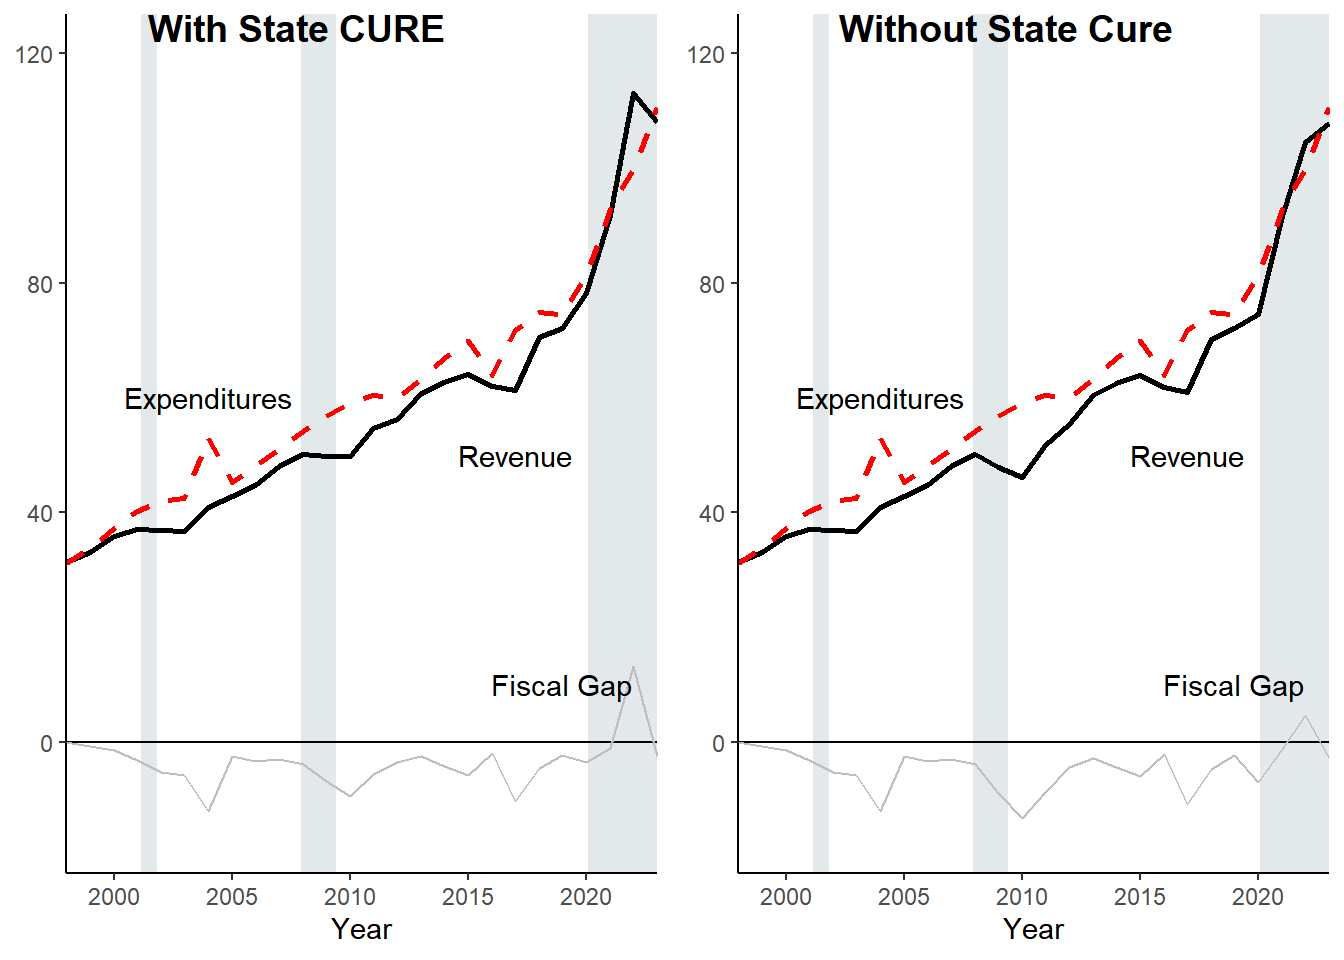 With State CURE
120
80
40
0
Expenditures
Revenue
Fiscal Gap
2000
2005
2010
2015
2020
Year
Without State Cure
120
80
40
0
Expenditures
Revenue
Fiscal Gap
2000
2005
2010
2015
2020
Year